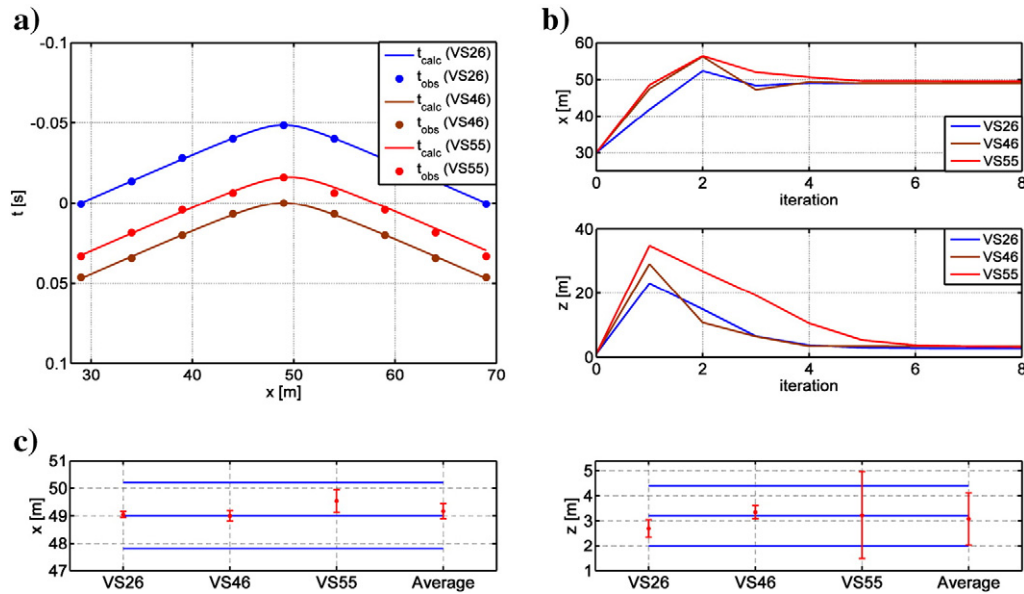 a)
-0.1
-0.05
0
0.05
0.1
t [s]
30
40
50
60
70
x [m]
t_calc (VS26)
t_obs (VS26)
t_calc (VS46)
t_obs (VS46)
t_calc (VS55)
t_obs (VS55)
b)
60
50
40
30
x [m]
0
2
4
6
8
iteration
VS26
VS46
VS55
40
20
0
z [m]
0
2
4
6
8
iteration
VS26
VS46
VS55
c)
51
50
49
48
47
x [m]
VS26
VS46
VS55
Average
5
4
3
2
1
z [m]
VS26
VS46
VS55
Average